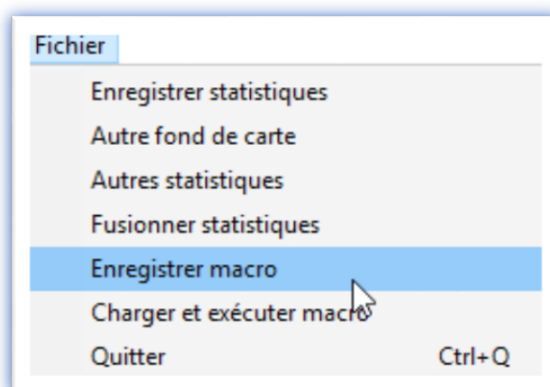 Fichier
Enregistrer statistiques
Autre fond de carte
Autres statistiques
Fusionner statistiques
Enregistrer macro
Charger et exécuter macro
Quitter Ctrl+Q